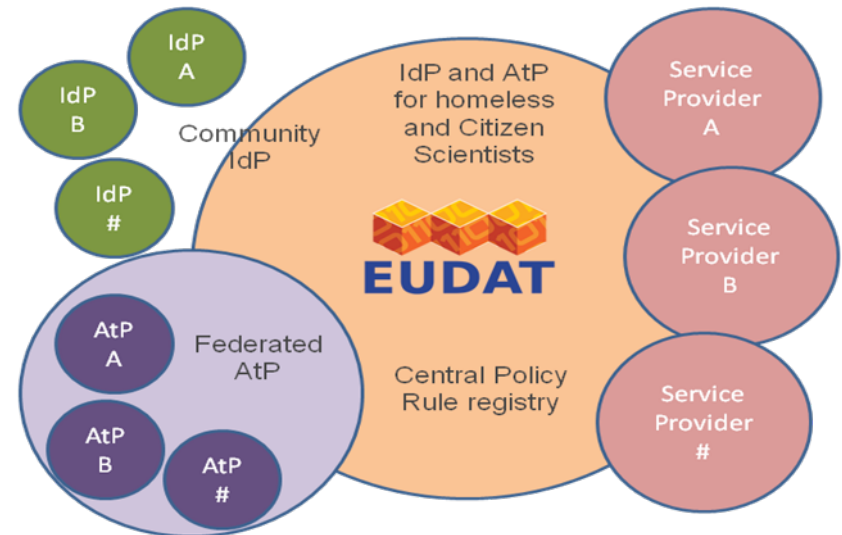 IdP
A
IdP
B
IdP
#
Community
IdP
IdP and AtP
for homeless
and Citizen
Scientists
EUDAT
Central Policy
Rule registry
Federated
AtP
AtP
A
AtP
B
AtP
#
Service
Provider
A
Service
Provider
B
Service
Provider
#